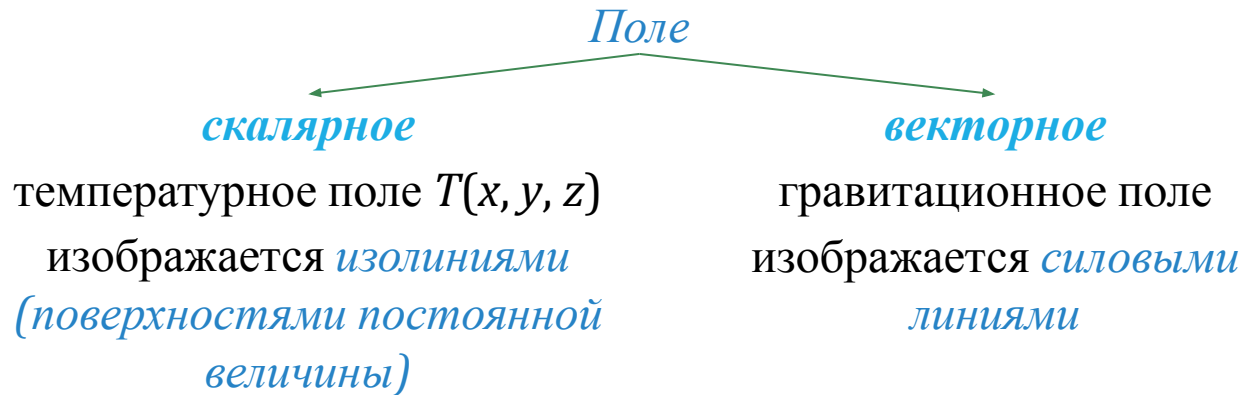 Поле
скалярное
температурное поле T(x, y, z)
изображается изолиниями
(поверхностями постоянной
величины)
векторное
гравитационное поле
изображается силовыми
линиями